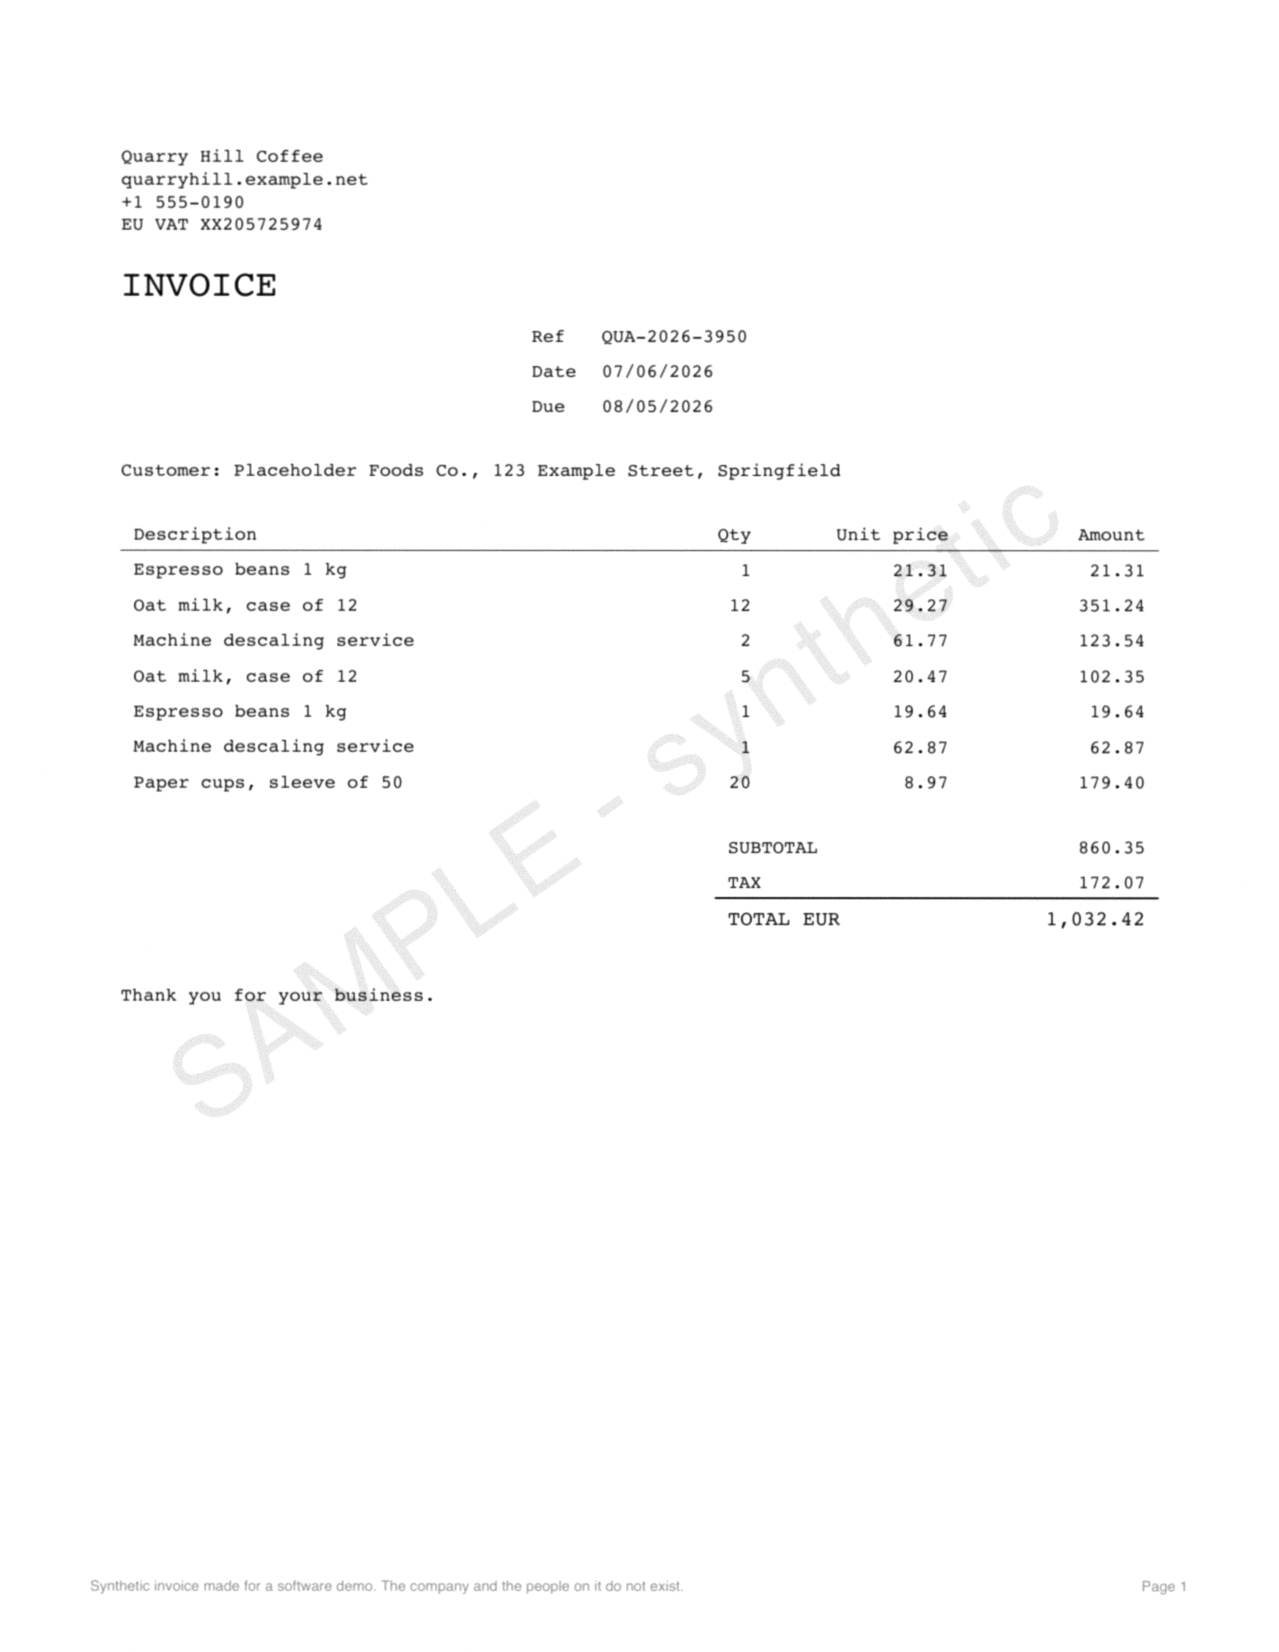 Quarry Hill Coffee
quarryhill.example.net
+1 555-0190
EU VAT XX205725974
INVOICE
Ref QUA-2026-3950
Date 07/06/2026
Due 08/05/2026
Customer: Placeholder Foods Co., 123 Example Street, Springfield
Description Qty Unit price Amount
Espresso beans 1 kg 1 21.31 21.31
Oat milk, case of 12 12 29.27 351.24
Machine descaling service 2 61.77 123.54
Oat milk, case of 12 5 20.47 102.35
Espresso beans 1 kg 1 19.64 19.64
Machine descaling service 1 62.87 62.87
Paper cups, sleeve of 50 20 8.97 179.40
SUBTOTAL 860.35
TAX 172.07
TOTAL EUR 1,032.42
Thank you for your business.
SAMPLE - synthetic
Synthetic invoice made for a software demo. The company and the people on it do not exist. Page 1